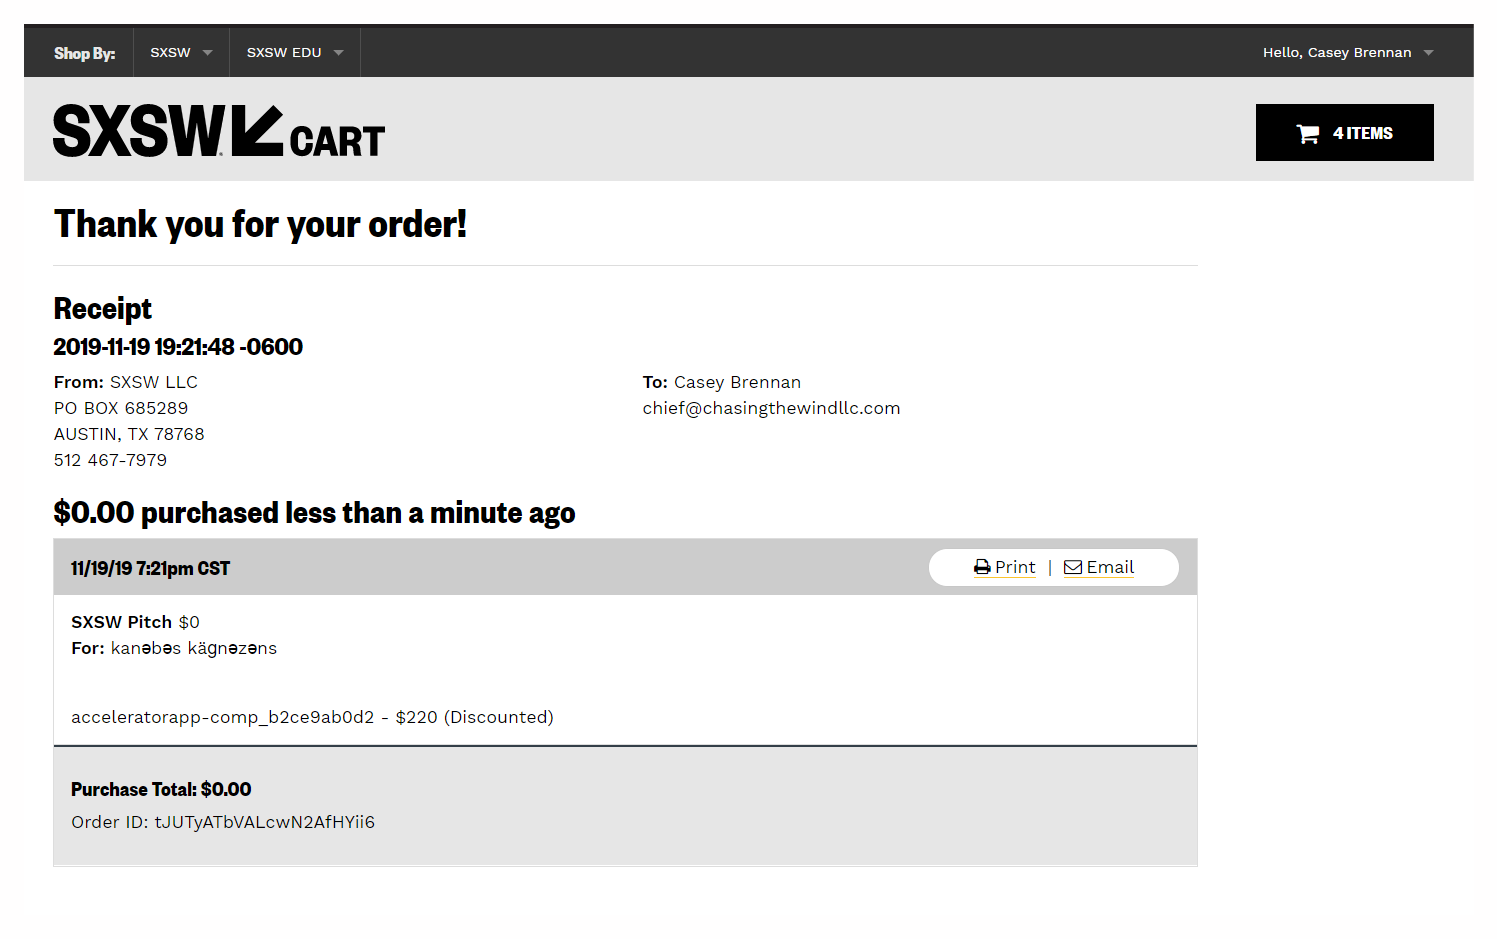 Shop By: SXSW SXSW EDU Hello, Casey Brennan
SXSW CART 4 ITEMS
Thank you for your order!
Receipt
2019-11-19 19:21:48 -0600
From: SXSW LLC To: Casey Brennan
PO BOX 685289 chief@chasingthewindllc.com
AUSTIN, TX 78768
512 467-7979
$0.00 purchased less than a minute ago
11/19/19 7:21pm CST Print | Email
SXSW Pitch $0
For: kanəbəs kägnəzəns
acceleratorapp-comp_b2ce9ab0d2 - $220 (Discounted)
Purchase Total: $0.00
Order ID: tJUTyATbVALcwN2AfHYii6